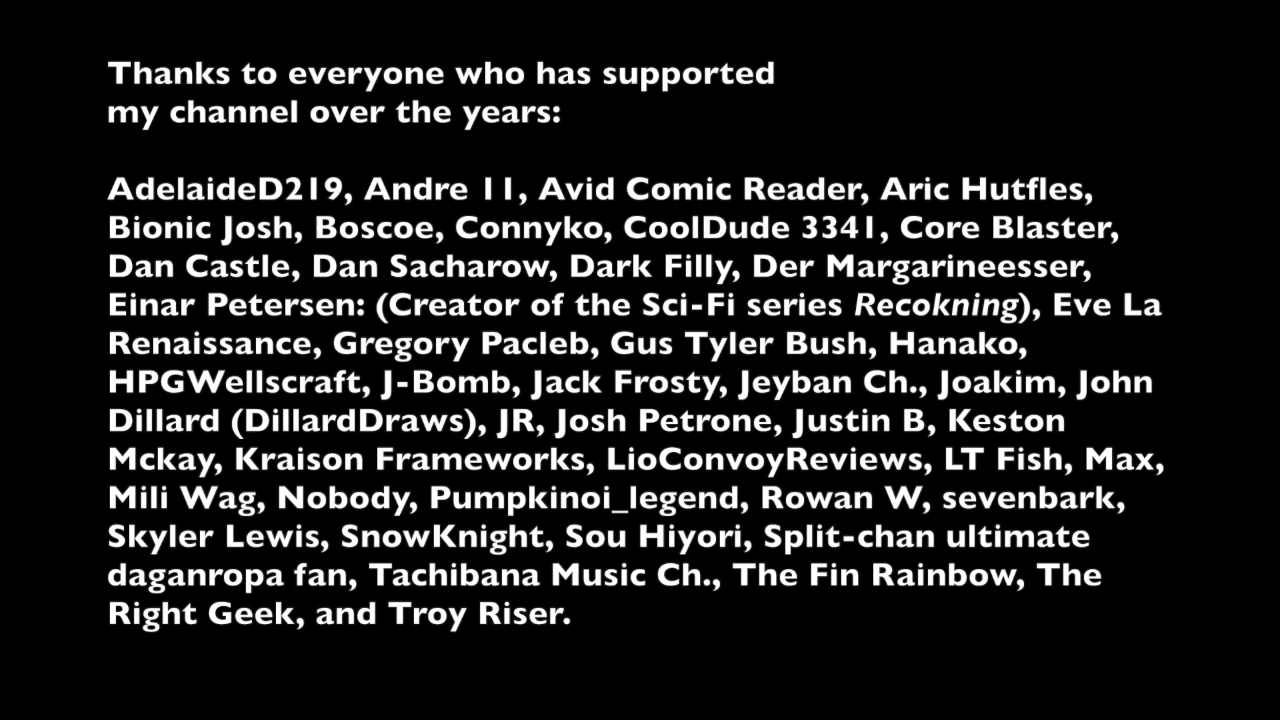 Thanks to everyone who has supported
my channel over the years:
AdelaideD219, Andre 11, Avid Comic Reader, Aric Hutfles,
Bionic Josh, Boscoe, Connyko, CoolDude 3341, Core Blaster,
Dan Castle, Dan Sacharow, Dark Filly, Der Margarineesser,
Einar Petersen: (Creator of the Sci-Fi series Recokning), Eve La
Renaissance, Gregory Pacleb, Gus Tyler Bush, Hanako,
HPGWellscraft, J-Bomb, Jack Frosty, Jeyban Ch., Joakim, John
Dillard (DillardDraws), JR, Josh Petrone, Justin B, Keston
Mckay, Kraison Frameworks, LioConvoyReviews, LT Fish, Max,
Mili Wag, Nobody, Pumpkinoi_legend, Rowan W, sevenbark,
Skyler Lewis, SnowKnight, Sou Hiyori, Split-chan ultimate
daganropa fan, Tachibana Music Ch., The Fin Rainbow, The
Right Geek, and Troy Riser.